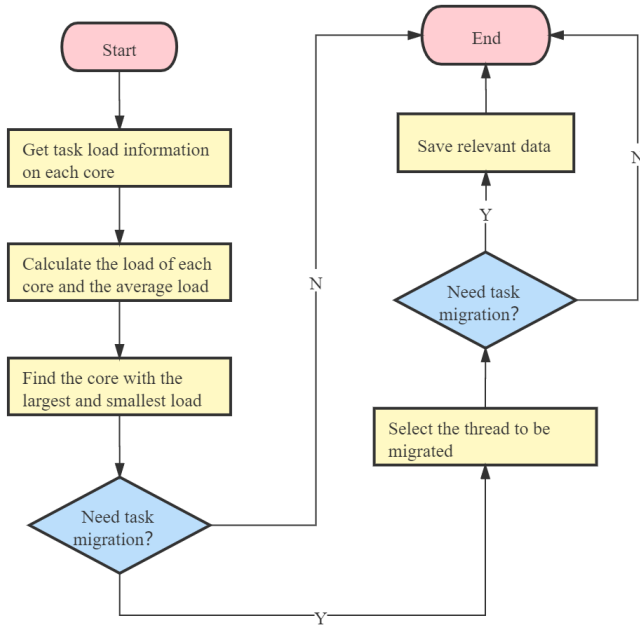 Start
Get task load information
on each core
Calculate the load of each
core and the average load
Find the core with the
largest and smallest load
Need task
migration?
N
Y
Select the thread to be
migrated
Need task
migration?
Y
N
Save relevant data
End